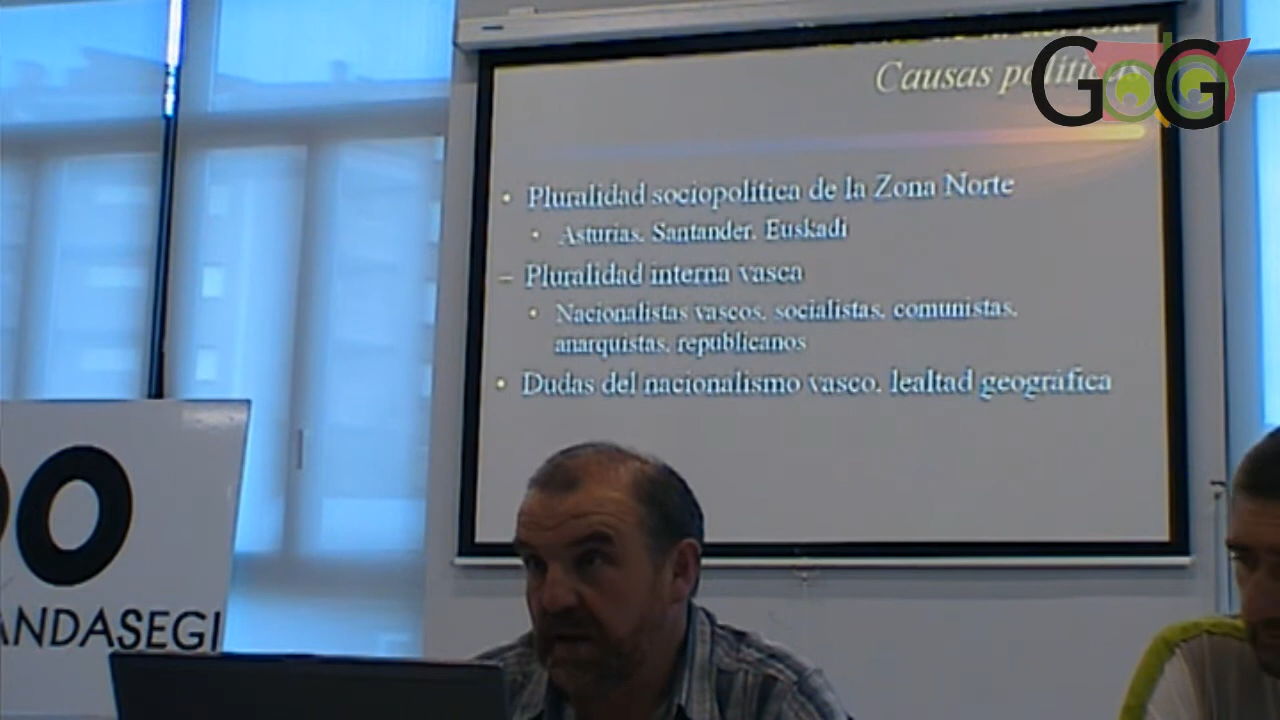 GOG
Causas políticas
• Pluralidad sociopolítica de la Zona Norte
• Asturias, Santander, Euskadi
– Pluralidad interna vasca
• Nacionalistas vascos, socialistas, comunistas,
anarquistas, republicanos
• Dudas del nacionalismo vasco, lealtad geográfica
ANDASEGI